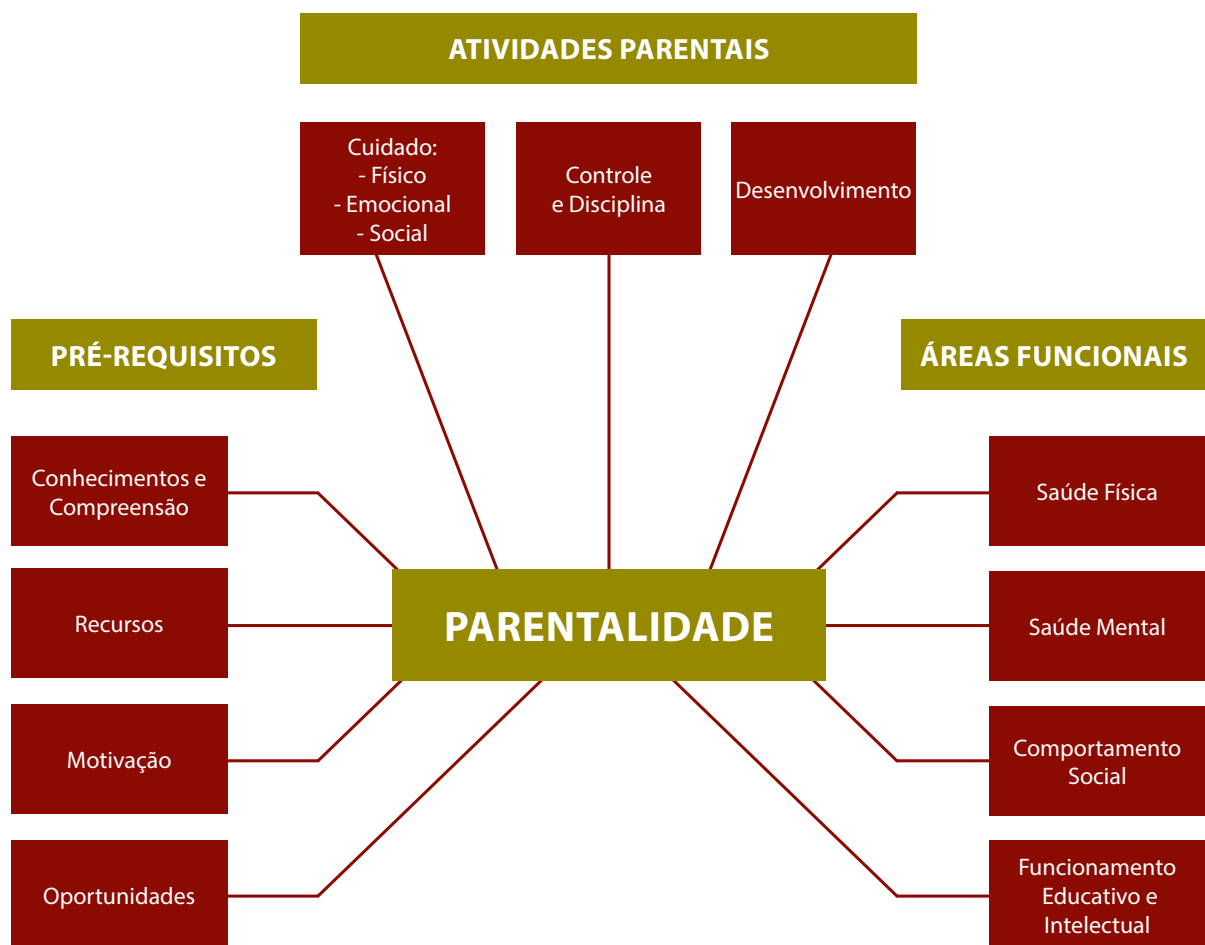 ATIVIDADES PARENTAIS
Cuidado:
- Físico
- Emocional
- Social
Controle
e Disciplina
Desenvolvimento
PRÉ-REQUISITOS
Conhecimentos e
Compreensão
Recursos
Motivação
Oportunidades
PARENTALIDADE
ÁREAS FUNCIONAIS
Saúde Física
Saúde Mental
Comportamento
Social
Funcionamento
Educativo e
Intelectual